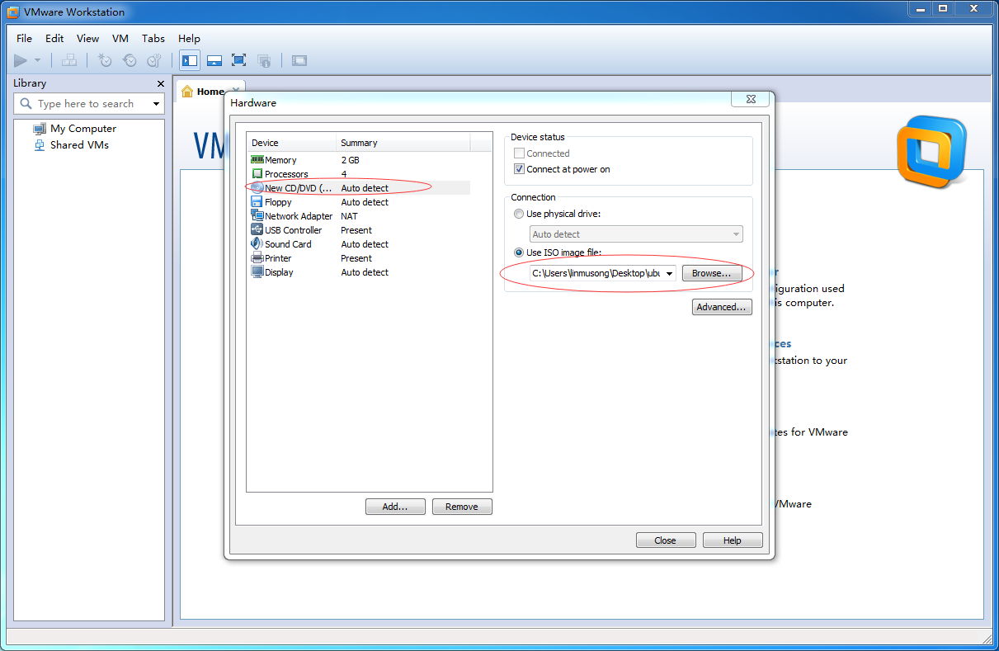 VMware Workstation
File Edit View VM Tabs Help
Library
Type here to search
My Computer
Shared VMs
Home
VM
Hardware
Device Summary
Memory 2 GB
Processors 4
New CD/DVD (... Auto detect
Floppy Auto detect
Network Adapter NAT
USB Controller Present
Sound Card Auto detect
Printer Present
Display Auto detect
Add... Remove
Device status
Connected
Connect at power on
Connection
Use physical drive:
Auto detect
Use ISO image file:
C:\Users\linmusong\Desktop\ubu Browse...
Advanced...
Close Help
r
iguration used
is computer.
ces
station to your
tes for VMware
VMware